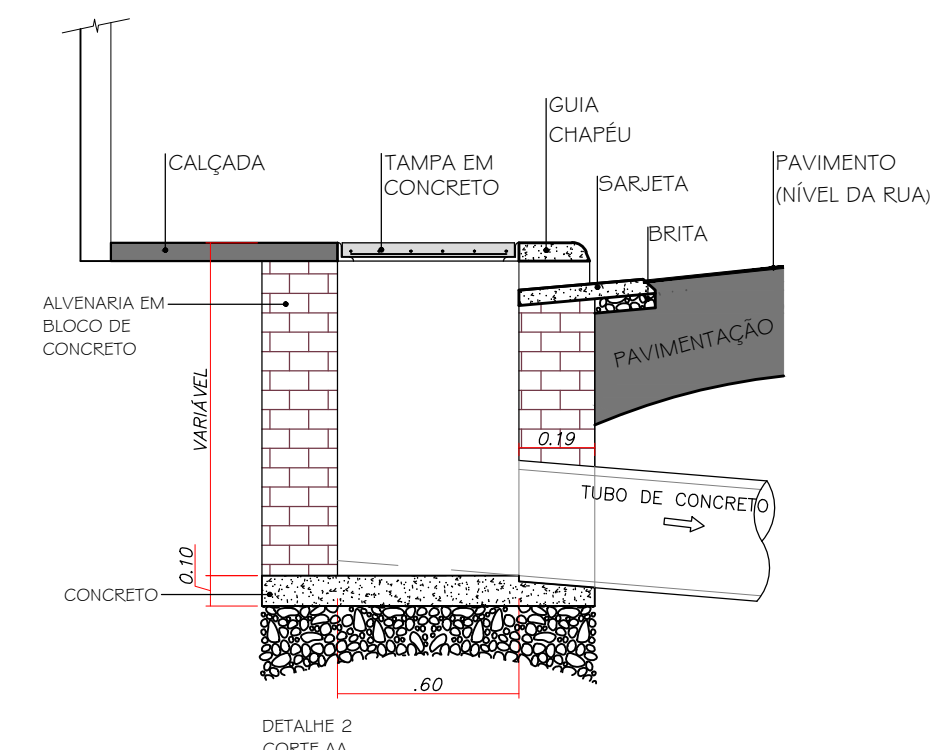 GUIA
CHAPÉU
CALÇADA
TAMPA EM
CONCRETO
SARJETA
PAVIMENTO
(NÍVEL DA RUA)
BRITA
ALVENARIA EM
BLOCO DE
CONCRETO
PAVIMENTAÇÃO
VARIÁVEL
0.19
TUBO DE CONCRETO
0.10
CONCRETO
.60
DETALHE 2
CORTE AA